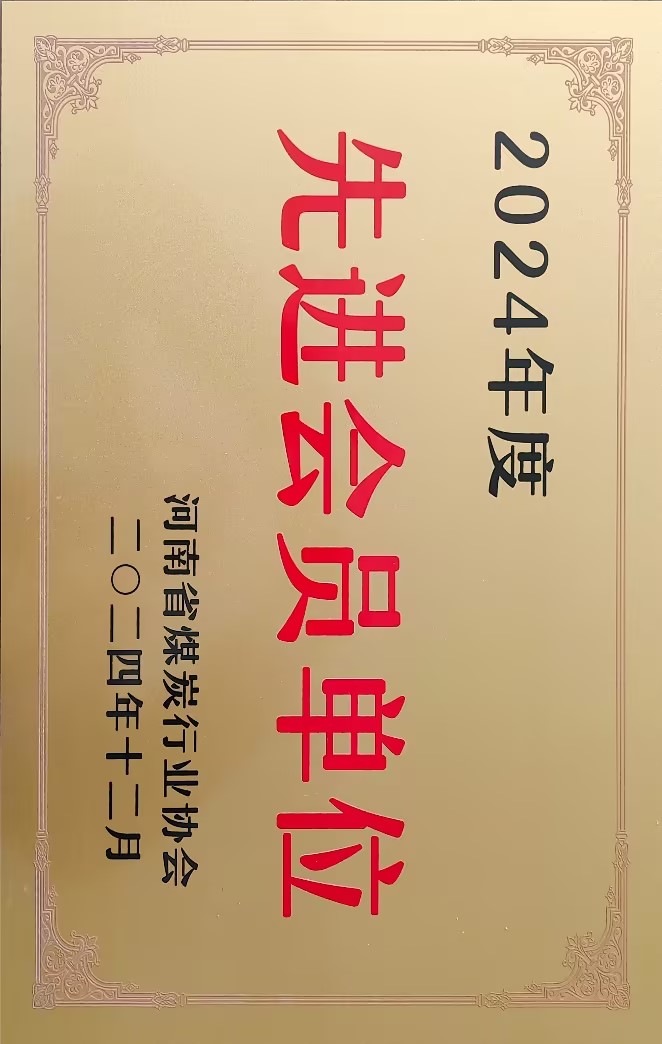 2024年度
先进会员单位
河南省煤炭行业协会
二〇二四年十二月